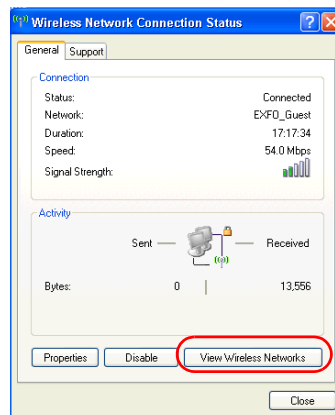 Wireless Network Connection Status
General Support
Connection
Status: Connected
Network: EXFO_Guest
Duration: 17:17:34
Speed: 54.0 Mbps
Signal Strength:
Activity
Sent — — Received
Bytes: 0 | 13,556
Properties Disable View Wireless Networks
Close